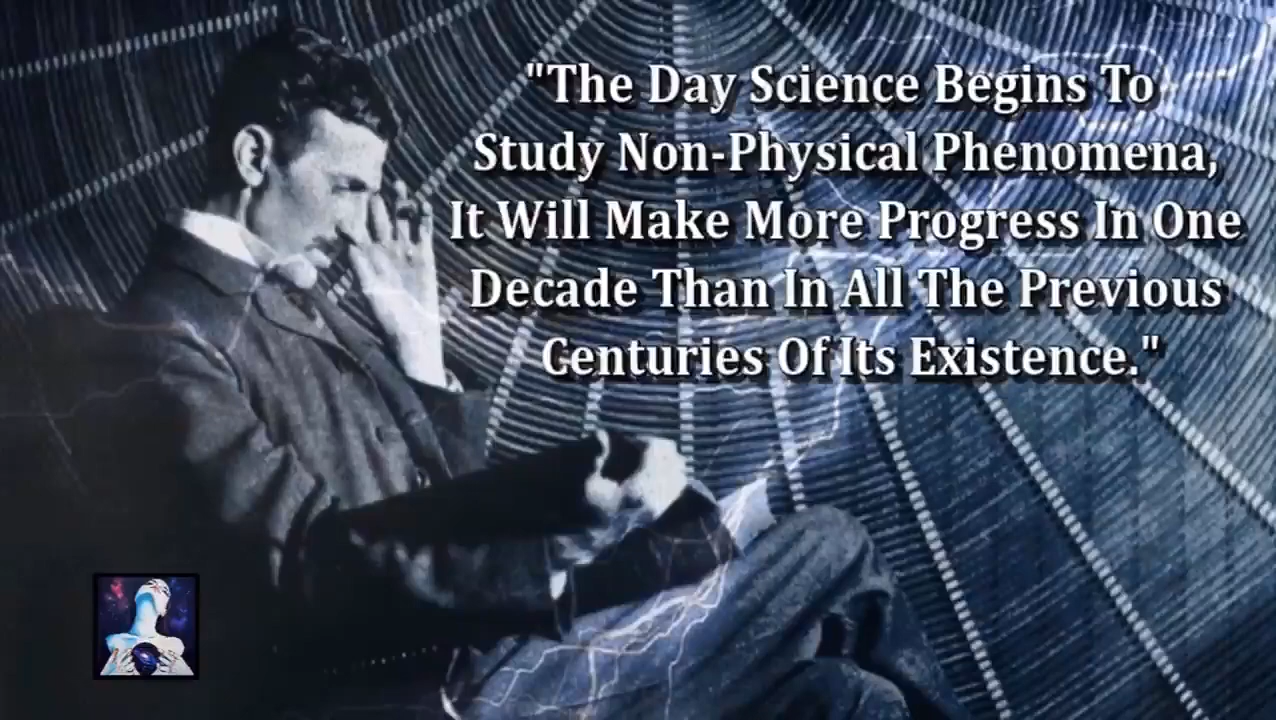 "The Day Science Begins To
Study Non-Physical Phenomena,
It Will Make More Progress In One
Decade Than In All The Previous
Centuries Of Its Existence."